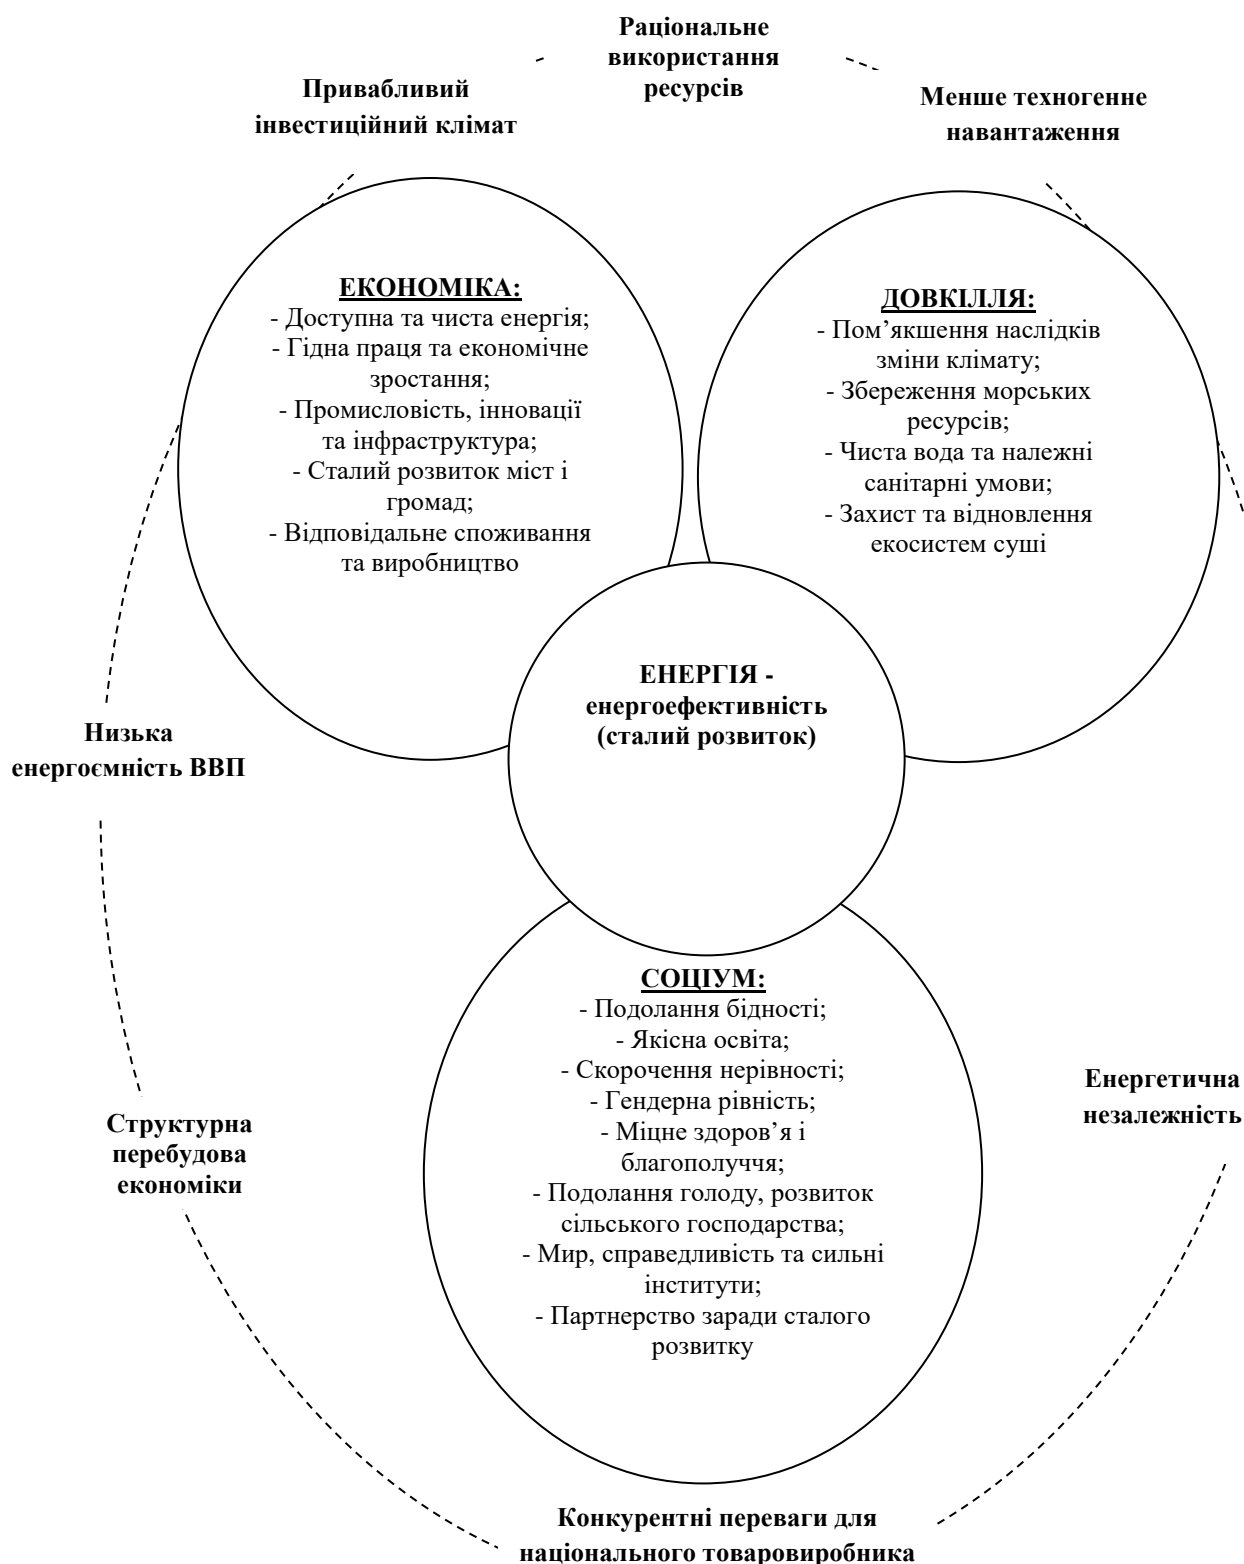 Раціональне
використання
ресурсів
Привабливий
інвестиційний клімат
Менше техногенне
навантаження
ЕКОНОМІКА:
- Доступна та чиста енергія;
- Гідна праця та економічне
зростання;
- Промисловість, інновації
та інфраструктура;
- Сталий розвиток міст і
громад;
- Відповідальне споживання
та виробництво
ДОВКІЛЛЯ:
- Пом’якшення наслідків
зміни клімату;
- Збереження морських
ресурсів;
- Чиста вода та належні
санітарні умови;
- Захист та відновлення
екосистем суші
ЕНЕРГІЯ -
енергоефективність
(сталий розвиток)
Низька
енергоємність ВВП
СОЦІУМ:
- Подолання бідності;
- Якісна освіта;
- Скорочення нерівності;
- Гендерна рівність;
- Міцне здоров’я і
благополуччя;
- Подолання голоду, розвиток
сільського господарства;
- Мир, справедливість та сильні
інститути;
- Партнерство заради сталого
розвитку
Енергетична
незалежність
Структурна
перебудова
економіки
Конкурентні переваги для
національного товаровиробника